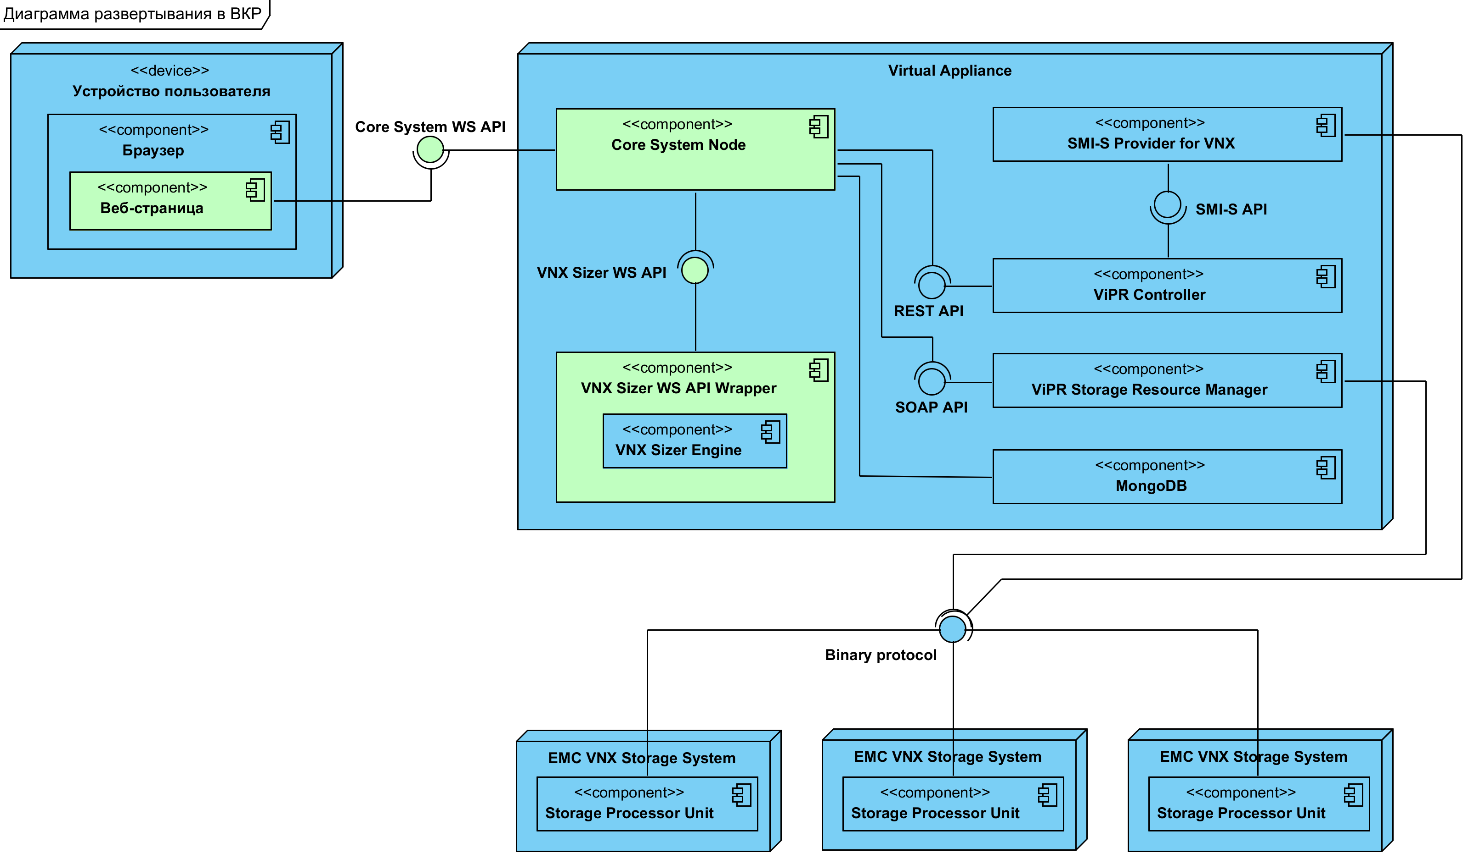 Диаграмма развертывания в ВКР
<<device>>
Устройство пользователя
<<component>>
Браузер
<<component>>
Веб-страница
Core System WS API
Virtual Appliance
<<component>>
Core System Node
<<component>>
SMI-S Provider for VNX
SMI-S API
VNX Sizer WS API
<<component>>
ViPR Controller
REST API
<<component>>
VNX Sizer WS API Wrapper
<<component>>
VNX Sizer Engine
<<component>>
ViPR Storage Resource Manager
SOAP API
<<component>>
MongoDB
Binary protocol
EMC VNX Storage System
<<component>>
Storage Processor Unit
EMC VNX Storage System
<<component>>
Storage Processor Unit
EMC VNX Storage System
<<component>>
Storage Processor Unit